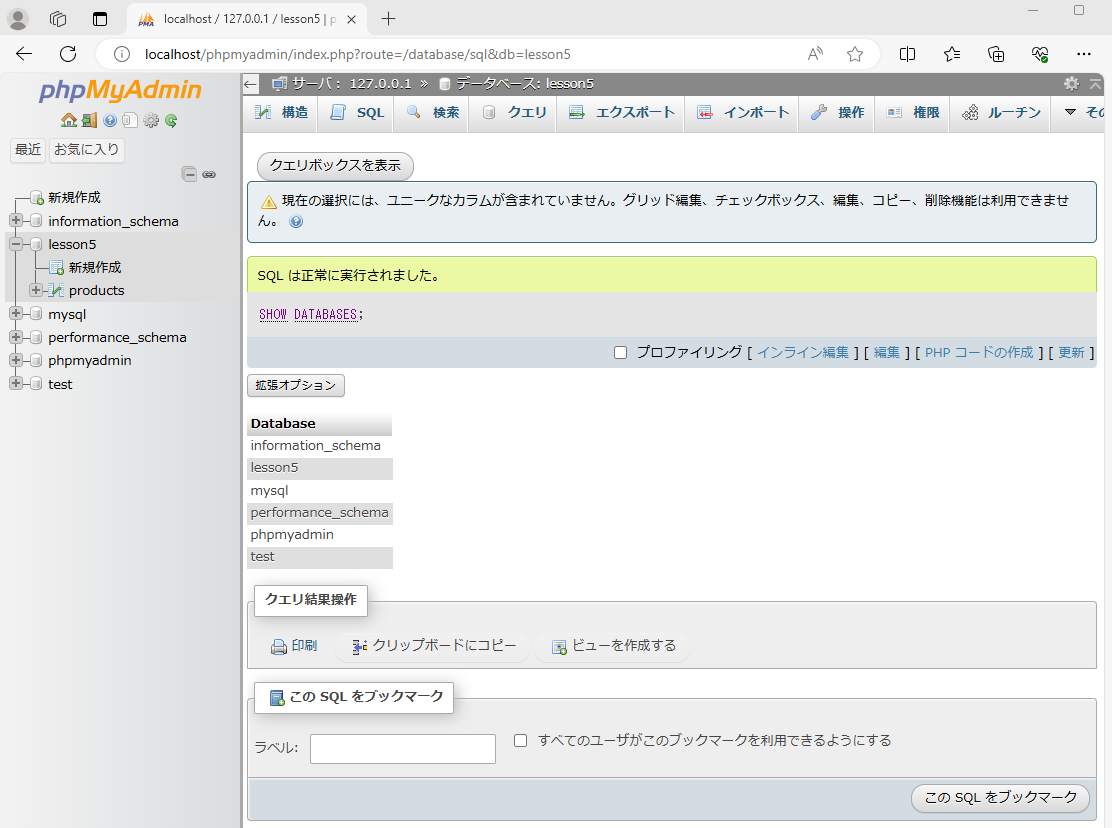 localhost / 127.0.0.1 / lesson5 | p
localhost/phpmyadmin/index.php?route=/database/sql&db=lesson5
phpMyAdmin
最近 お気に入り
新規作成
information_schema
lesson5
新規作成
products
mysql
performance_schema
phpmyadmin
test
サーバ: 127.0.0.1 » データベース: lesson5
構造 SQL 検索 クエリ エクスポート インポート 操作 権限 ルーチン その
クエリボックスを表示
現在の選択には、ユニークなカラムが含まれていません。グリッド編集、チェックボックス、編集、コピー、削除機能は利用できませ
ん。
SQL は正常に実行されました。
SHOW DATABASES;
プロファイリング [ インライン編集 ] [ 編集 ] [ PHP コードの作成 ] [ 更新 ]
拡張オプション
Database
information_schema
lesson5
mysql
performance_schema
phpmyadmin
test
クエリ結果操作
印刷 クリップボードにコピー ビューを作成する
この SQL をブックマーク
ラベル: すべてのユーザがこのブックマークを利用できるようにする
この SQL をブックマーク